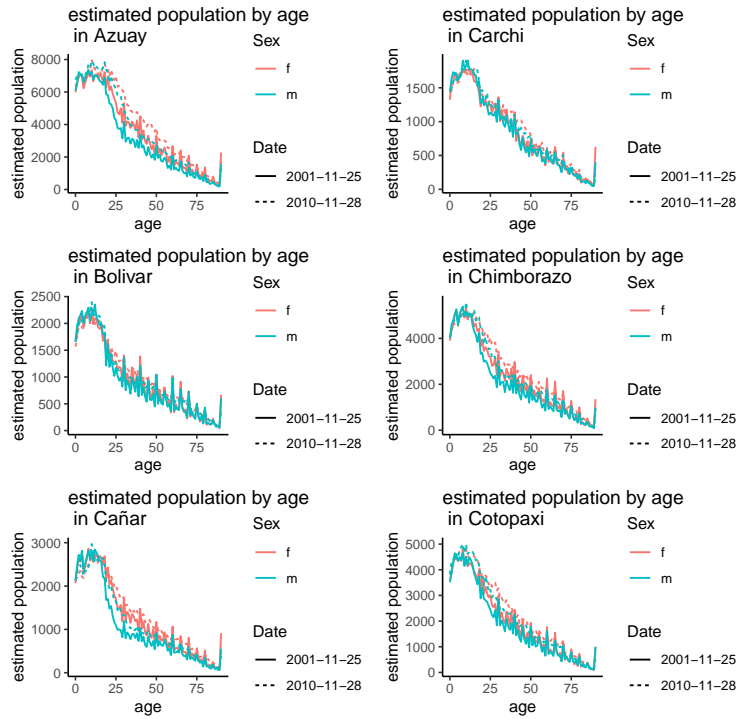 estimated population by age
in Azuay
estimated population
8000
6000
4000
2000
0
0
25
50
75
age
Sex
f
m
Date
2001−11−25
2010−11−28
estimated population by age
in Carchi
estimated population
1500
1000
500
0
0
25
50
75
age
Sex
f
m
Date
2001−11−25
2010−11−28
estimated population by age
in Bolivar
estimated population
2500
2000
1500
1000
500
0
0
25
50
75
age
Sex
f
m
Date
2001−11−25
2010−11−28
estimated population by age
in Chimborazo
estimated population
4000
2000
0
0
25
50
75
age
Sex
f
m
Date
2001−11−25
2010−11−28
estimated population by age
in Cañar
estimated population
3000
2000
1000
0
0
25
50
75
age
Sex
f
m
Date
2001−11−25
2010−11−28
estimated population by age
in Cotopaxi
estimated population
5000
4000
3000
2000
1000
0
0
25
50
75
age
Sex
f
m
Date
2001−11−25
2010−11−28